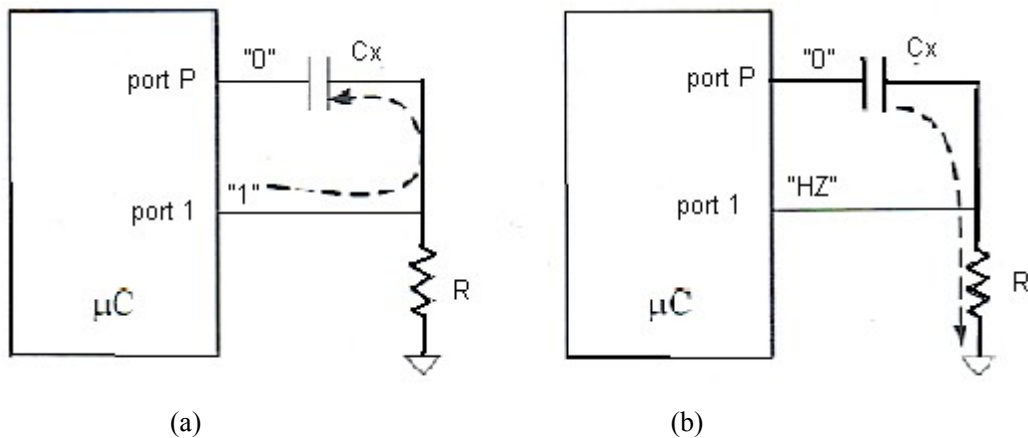 "0"
Cx
port P
"1"
port 1
R
μC
(a)
"0"
Cx
port P
"HZ"
port 1
R
μC
(b)